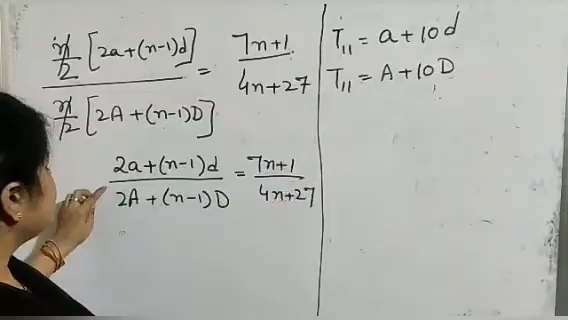 n/2 [2a+(n-1)d] / n/2 [2A+(n-1)D] = 7n+1 / 4n+27
2a+(n-1)d / 2A+(n-1)D = 7n+1 / 4n+27
T₁₁ = a+10d
T₁₁ = A+10D